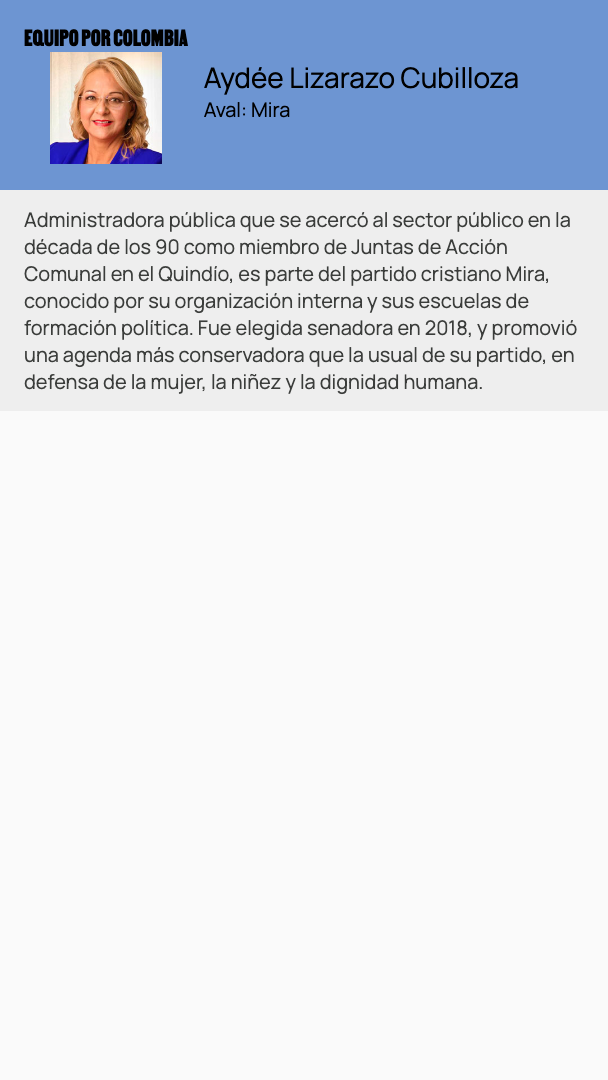 EQUIPO POR COLOMBIA
Aydée Lizarazo Cubilloza
Aval: Mira
Administradora pública que se acercó al sector público en la
década de los 90 como miembro de Juntas de Acción
Comunal en el Quindío, es parte del partido cristiano Mira,
conocido por su organización interna y sus escuelas de
formación política. Fue elegida senadora en 2018, y promovió
una agenda más conservadora que la usual de su partido, en
defensa de la mujer, la niñez y la dignidad humana.